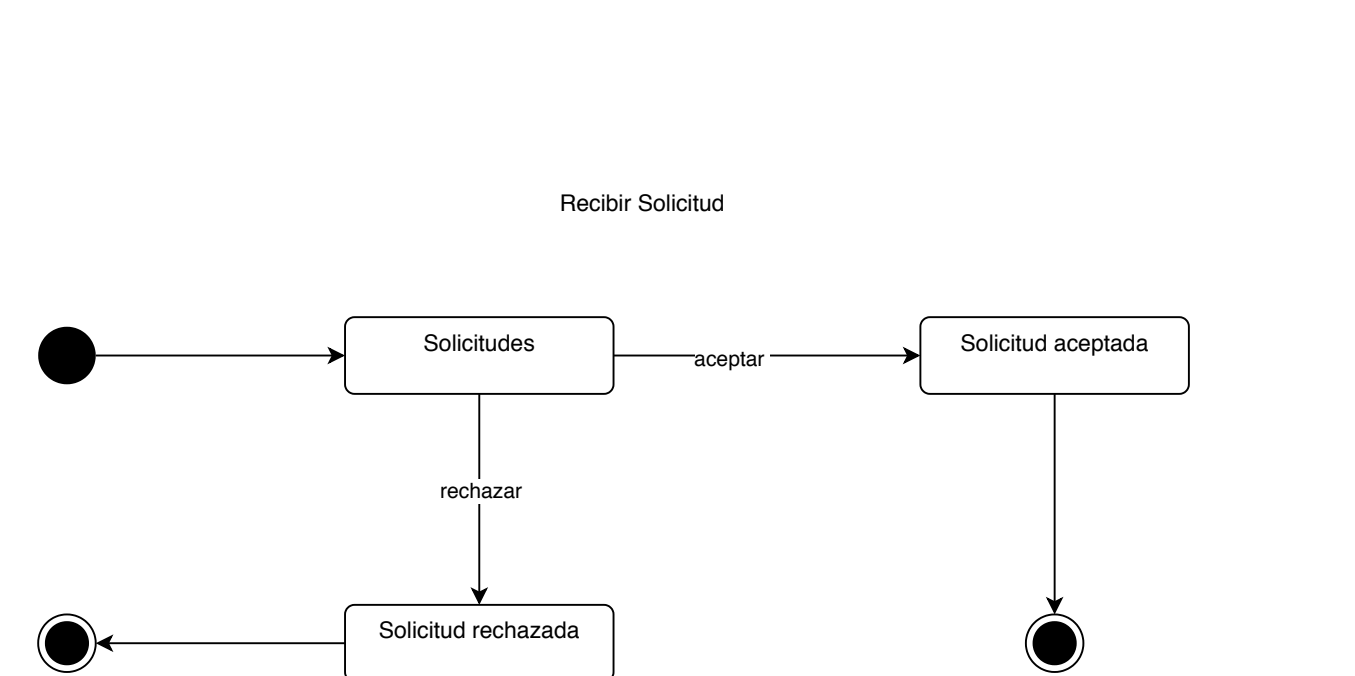 Recibir Solicitud
Solicitudes
aceptar
Solicitud aceptada
rechazar
Solicitud rechazada